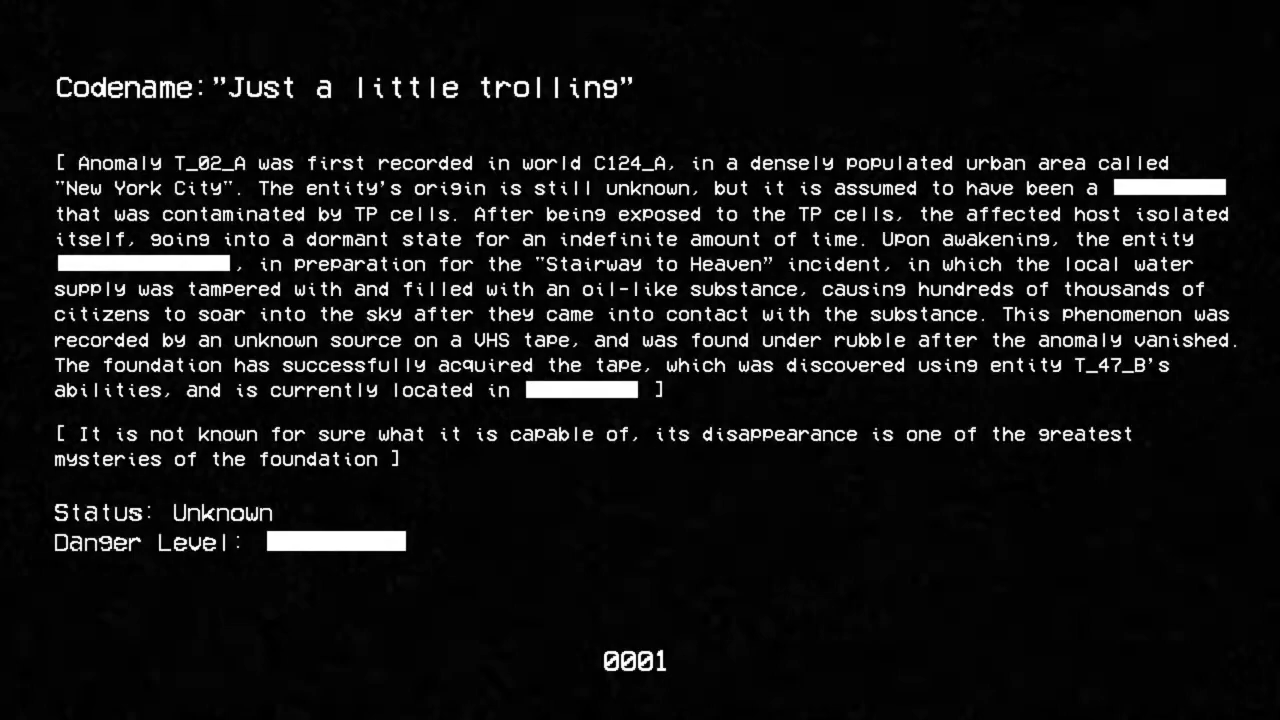 Codename:"Just a little trolling"
[ Anomaly T_02_A was first recorded in world C124_A, in a densely populated urban area called
"New York City". The entity's origin is still unknown, but it is assumed to have been a
that was contaminated by TP cells. After being exposed to the TP cells, the affected host isolated
itself, going into a dormant state for an indefinite amount of time. Upon awakening, the entity
, in preparation for the "Stairway to Heaven" incident, in which the local water
supply was tampered with and filled with an oil-like substance, causing hundreds of thousands of
citizens to soar into the sky after they came into contact with the substance. This phenomenon was
recorded by an unknown source on a VHS tape, and was found under rubble after the anomaly vanished.
The foundation has successfully acquired the tape, which was discovered using entity T_47_B's
abilities, and is currently located in ]
[ It is not known for sure what it is capable of, its disappearance is one of the greatest
mysteries of the foundation ]
Status: Unknown
Danger Level:
0001